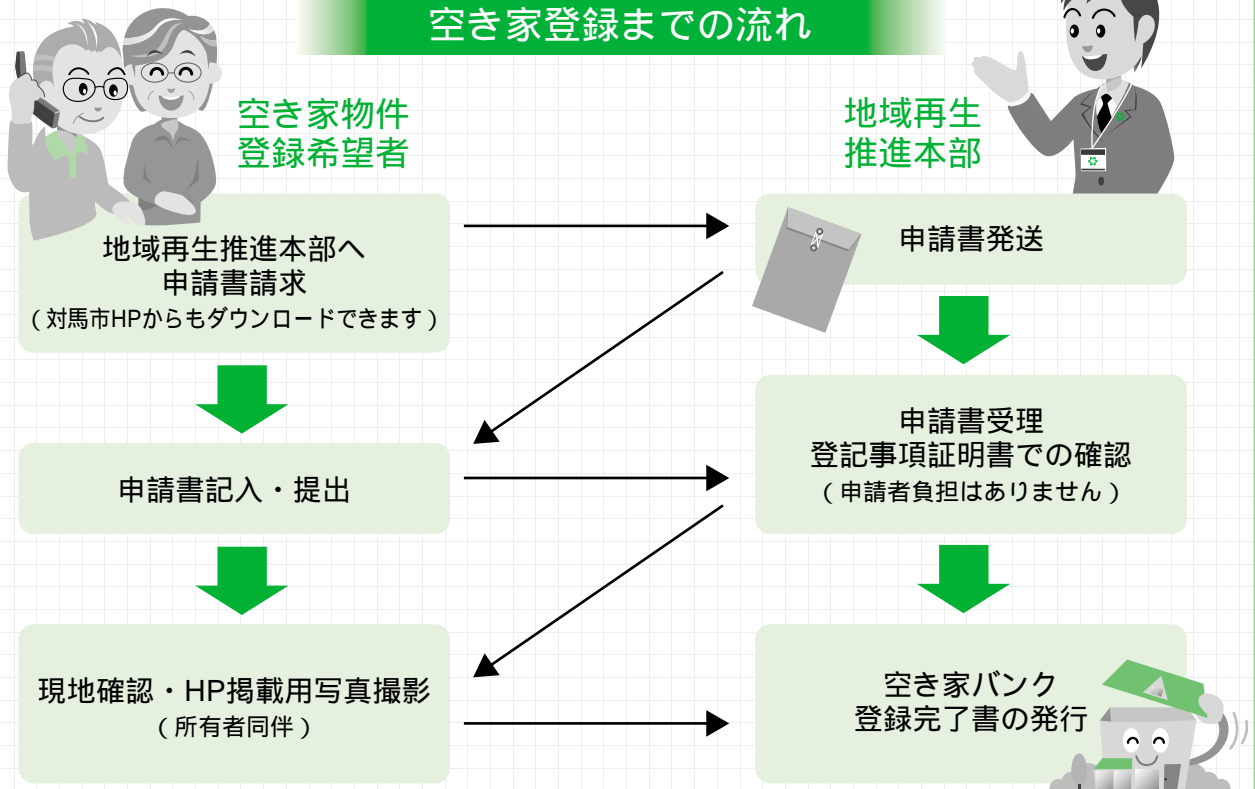 空き家登録までの流れ
空き家物件
登録希望者
地域再生
推進本部
地域再生推進本部へ
申請書請求
（対馬市HPからもダウンロードできます）
申請書発送
申請書記入・提出
申請書受理
登記事項証明書での確認
（申請者負担はありません）
現地確認・HP掲載用写真撮影
（所有者同伴）
空き家バンク
登録完了書の発行